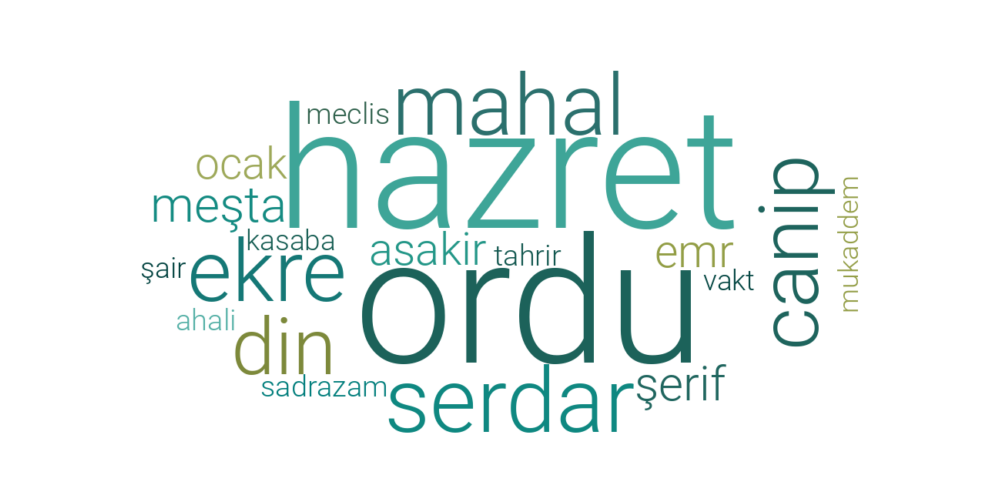 meclis
mahal
hazret
ocak
meşta
canip
mukaddem
kasaba
asakir
tahrir
emr
şair
ekre
vakt
ordu
ahali
din
sadrazam
serdar
şerif